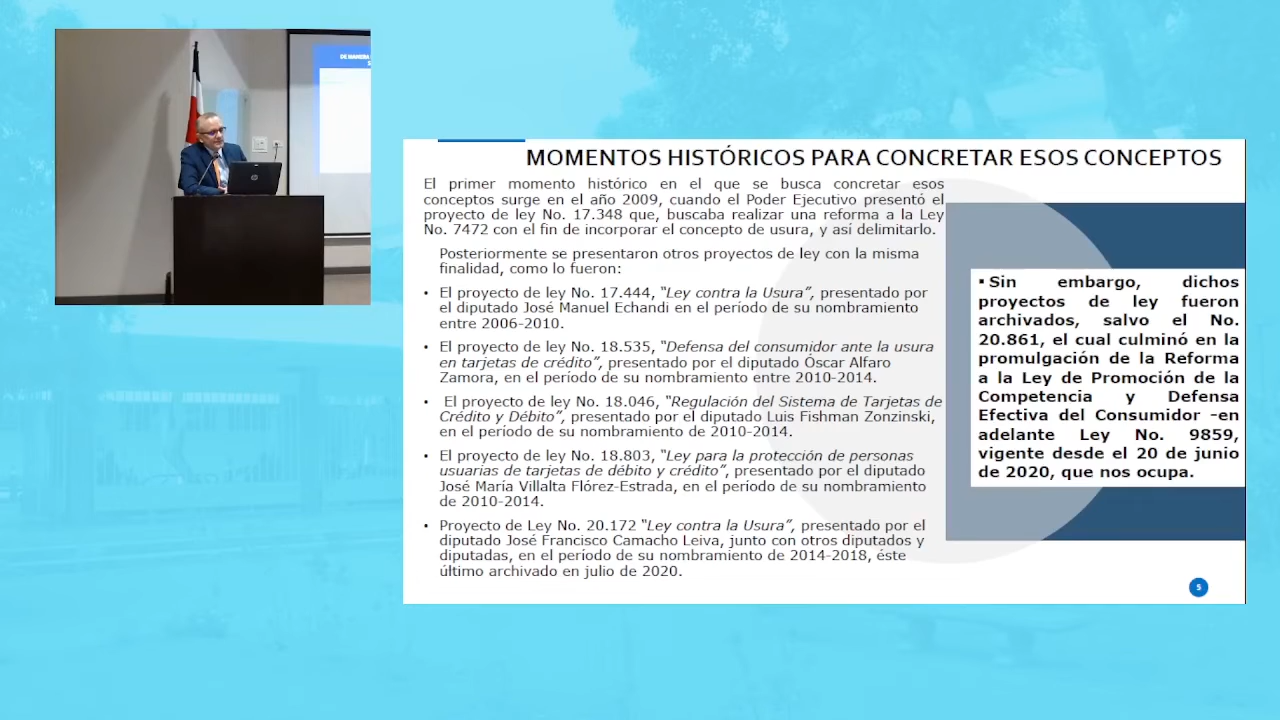 DE MANERA
MOMENTOS HISTÓRICOS PARA CONCRETAR ESOS CONCEPTOS
El primer momento histórico en el que se busca concretar esos
conceptos surge en el año 2009, cuando el Poder Ejecutivo presentó el
proyecto de ley No. 17.348 que, buscaba realizar una reforma a la Ley
No. 7472 con el fin de incorporar el concepto de usura, y así delimitarlo.
Posteriormente se presentaron otros proyectos de ley con la misma
finalidad, como lo fueron:
• El proyecto de ley No. 17.444, “Ley contra la Usura”, presentado por
el diputado José Manuel Echandi en el período de su nombramiento
entre 2006-2010.
• El proyecto de ley No. 18.535, “Defensa del consumidor ante la usura
en tarjetas de crédito”, presentado por el diputado Óscar Alfaro
Zamora, en el período de su nombramiento entre 2010-2014.
• El proyecto de ley No. 18.046, “Regulación del Sistema de Tarjetas de
Crédito y Débito”, presentado por el diputado Luis Fishman Zonzinski,
en el período de su nombramiento de 2010-2014.
• El proyecto de ley No. 18.803, “Ley para la protección de personas
usuarias de tarjetas de débito y crédito”, presentado por el diputado
José María Villalta Flórez-Estrada, en el período de su nombramiento
de 2010-2014.
• Proyecto de Ley No. 20.172 “Ley contra la Usura”, presentado por el
diputado José Francisco Camacho Leiva, junto con otros diputados y
diputadas, en el período de su nombramiento de 2014-2018, éste
último archivado en julio de 2020.
▪ Sin embargo, dichos
proyectos de ley fueron
archivados, salvo el No.
20.861, el cual culminó en la
promulgación de la Reforma
a la Ley de Promoción de la
Competencia y Defensa
Efectiva del Consumidor -en
adelante Ley No. 9859,
vigente desde el 20 de junio
de 2020, que nos ocupa.
5